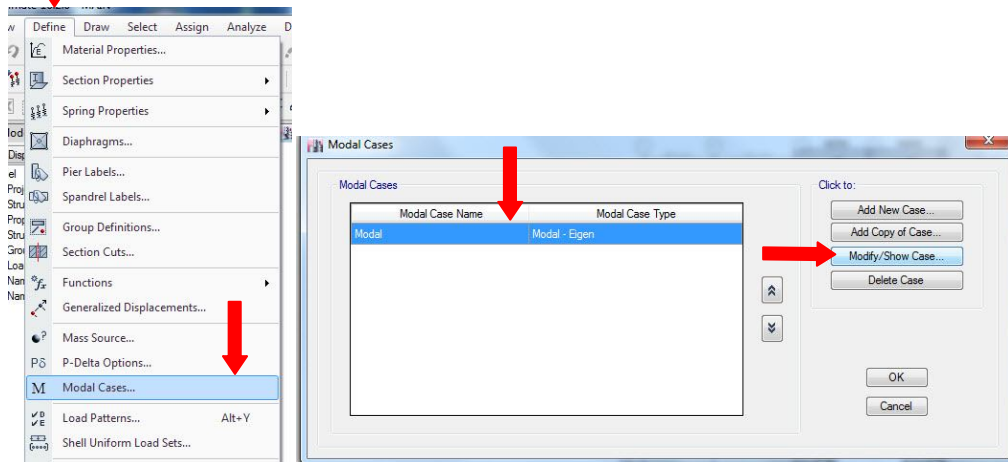 Define Draw Select Assign Analyze D
Material Properties...
Section Properties
Spring Properties
Diaphragms...
Pier Labels...
Spandrel Labels...
Group Definitions...
Section Cuts...
Functions
Generalized Displacements...
Mass Source...
Pδ P-Delta Options...
M Modal Cases...
Load Patterns... Alt+Y
Shell Uniform Load Sets...
Modal Cases
Modal Cases
Modal Case Name Modal Case Type
Modal Modal - Eigen
Click to:
Add New Case...
Add Copy of Case...
Modify/Show Case...
Delete Case
OK
Cancel